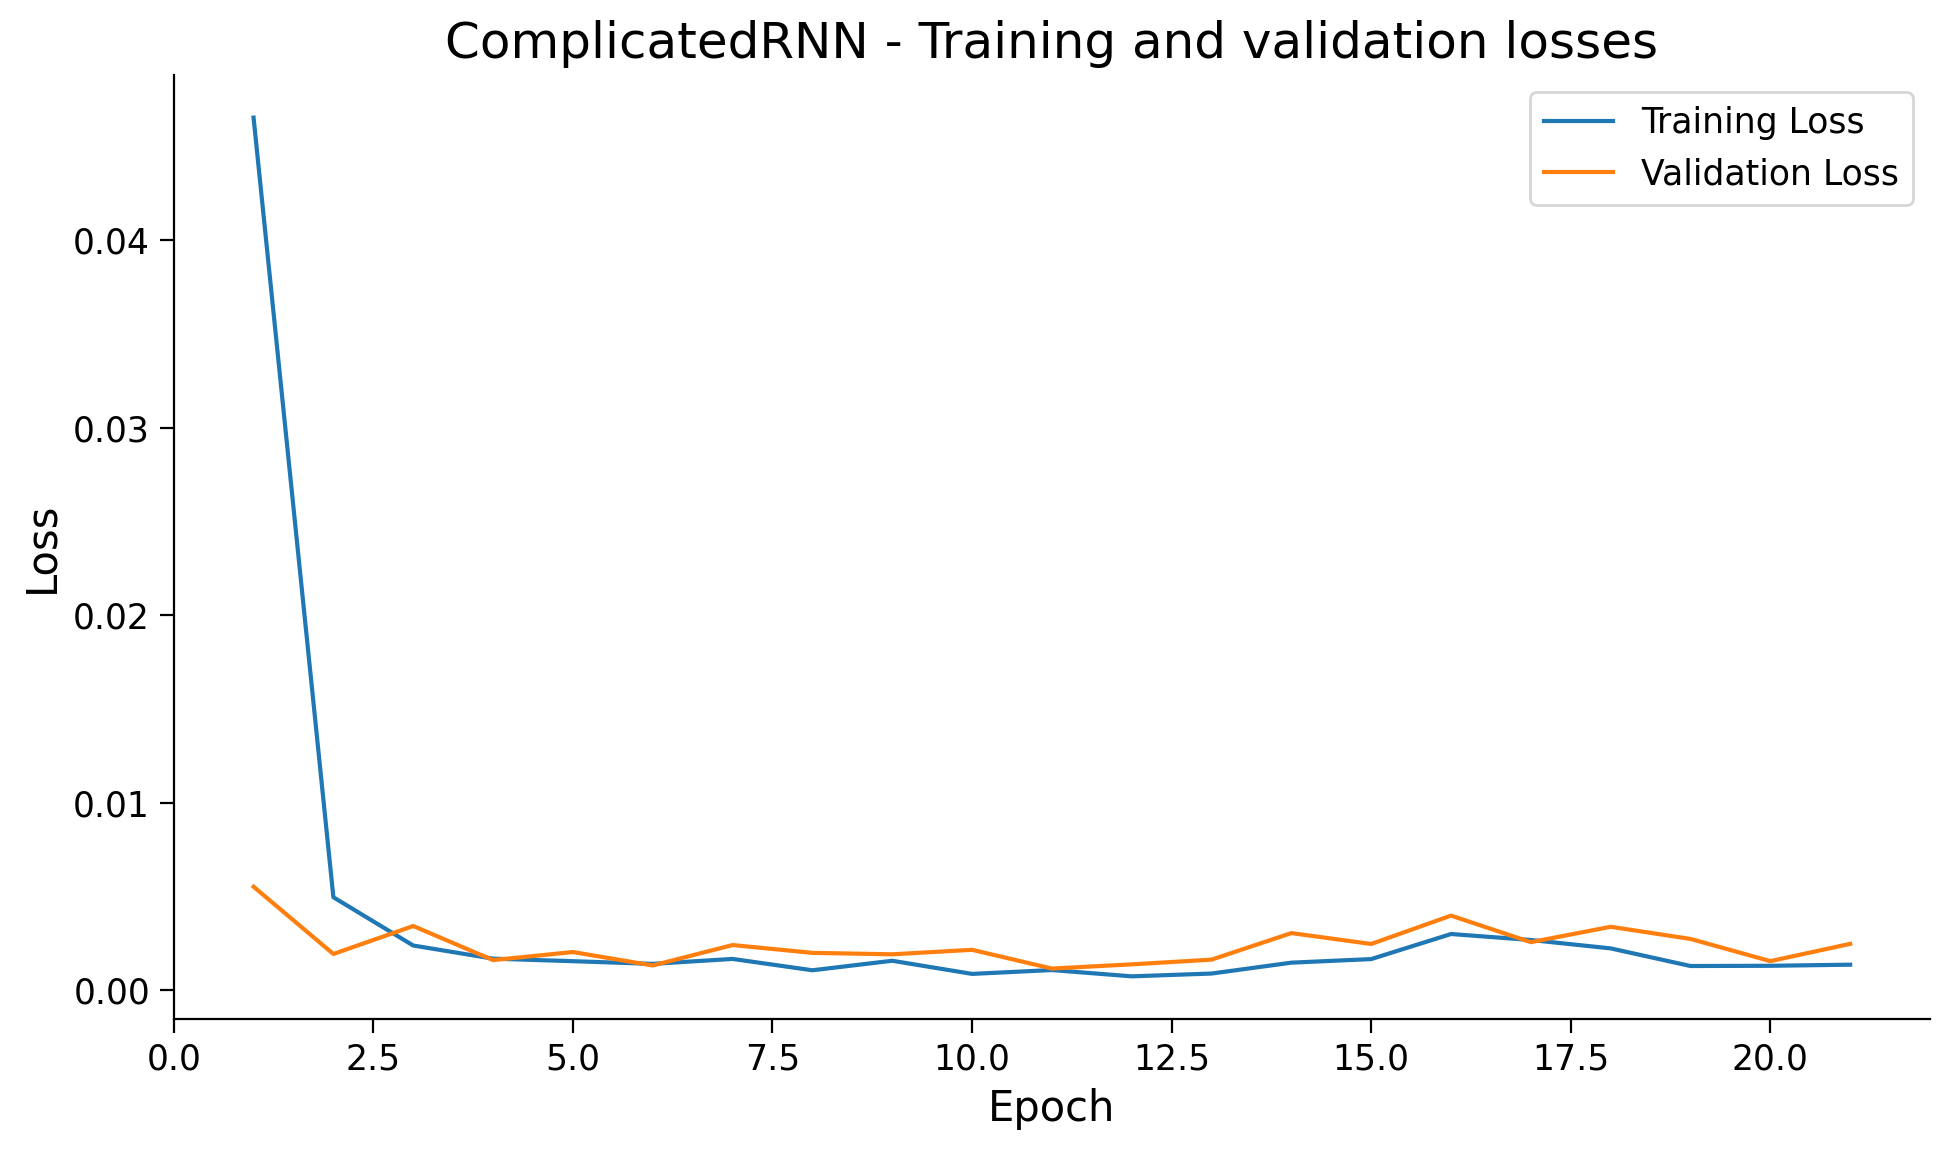 ComplicatedRNN - Training and validation losses
Training Loss
Validation Loss
Loss
0.04
0.03
0.02
0.01
0.00
0.0 2.5 5.0 7.5 10.0 12.5 15.0 17.5 20.0
Epoch